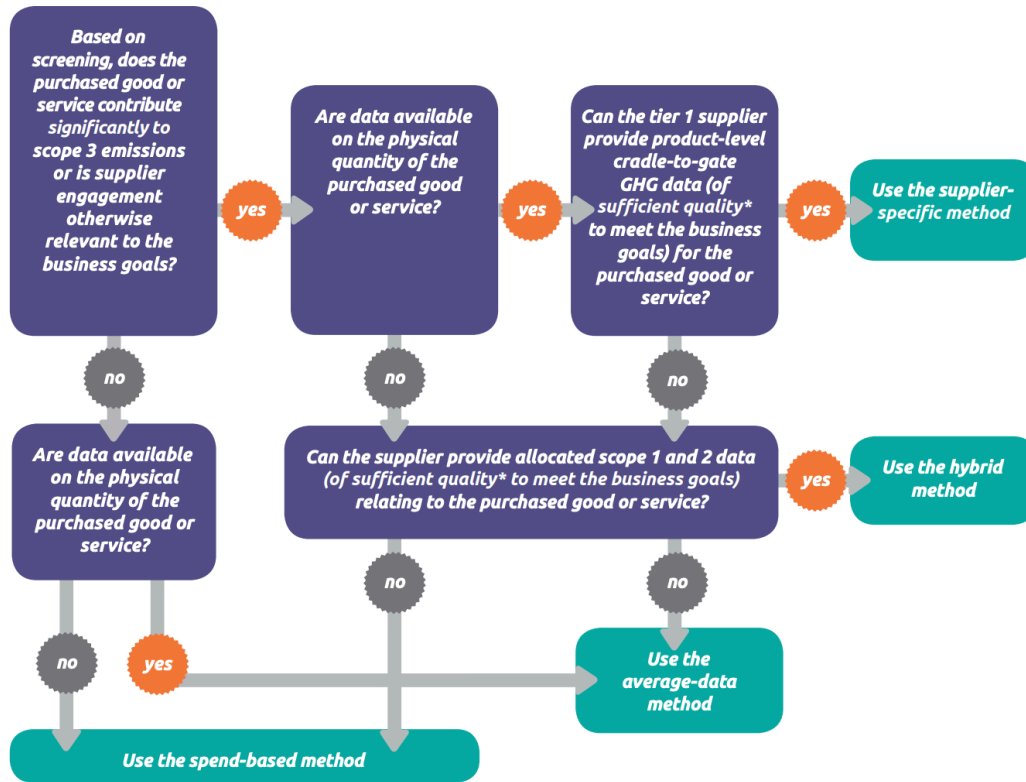 Based on
screening, does the
purchased good or
service contribute
significantly to
scope 3 emissions
or is supplier
engagement
otherwise
relevant to the
business goals?
yes
Are data available
on the physical
quantity of the
purchased good
or service?
yes
Can the tier 1 supplier
provide product-level
cradle-to-gate
GHG data (of
sufficient quality*
to meet the business
goals) for the
purchased good or
service?
yes
Use the supplier-
specific method
no
no
no
Are data available
on the physical
quantity of the
purchased good or
service?
Can the supplier provide allocated scope 1 and 2 data
(of sufficient quality* to meet the business goals)
relating to the purchased good or service?
yes
Use the hybrid
method
no
yes
no
no
Use the
average-data
method
Use the spend-based method